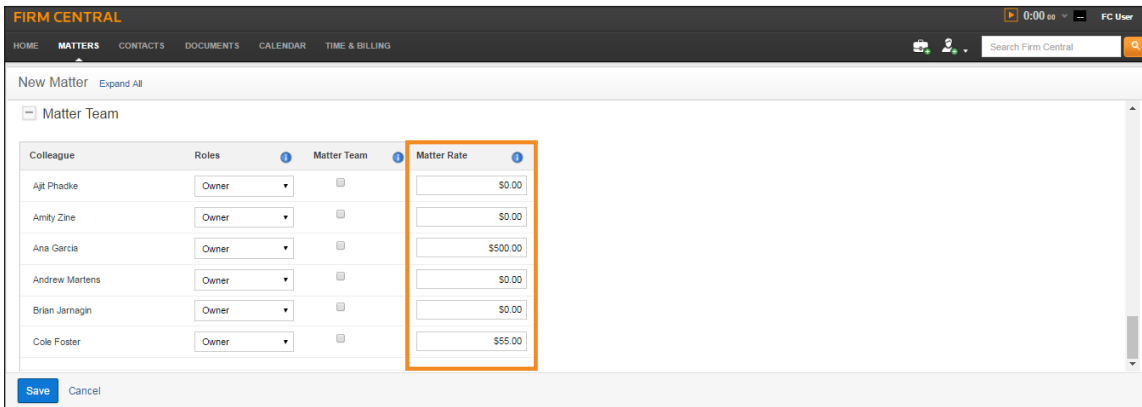 FIRM CENTRAL 0:00 00 -- FC User
HOME MATTERS CONTACTS DOCUMENTS CALENDAR TIME & BILLING Search Firm Central
New Matter Expand All
Matter Team
Colleague Roles Matter Team Matter Rate
Ajit Phadke Owner $0.00
Amity Zine Owner $0.00
Ana Garcia Owner $500.00
Andrew Martens Owner $0.00
Brian Jarnagin Owner $0.00
Cole Foster Owner $55.00
Save Cancel